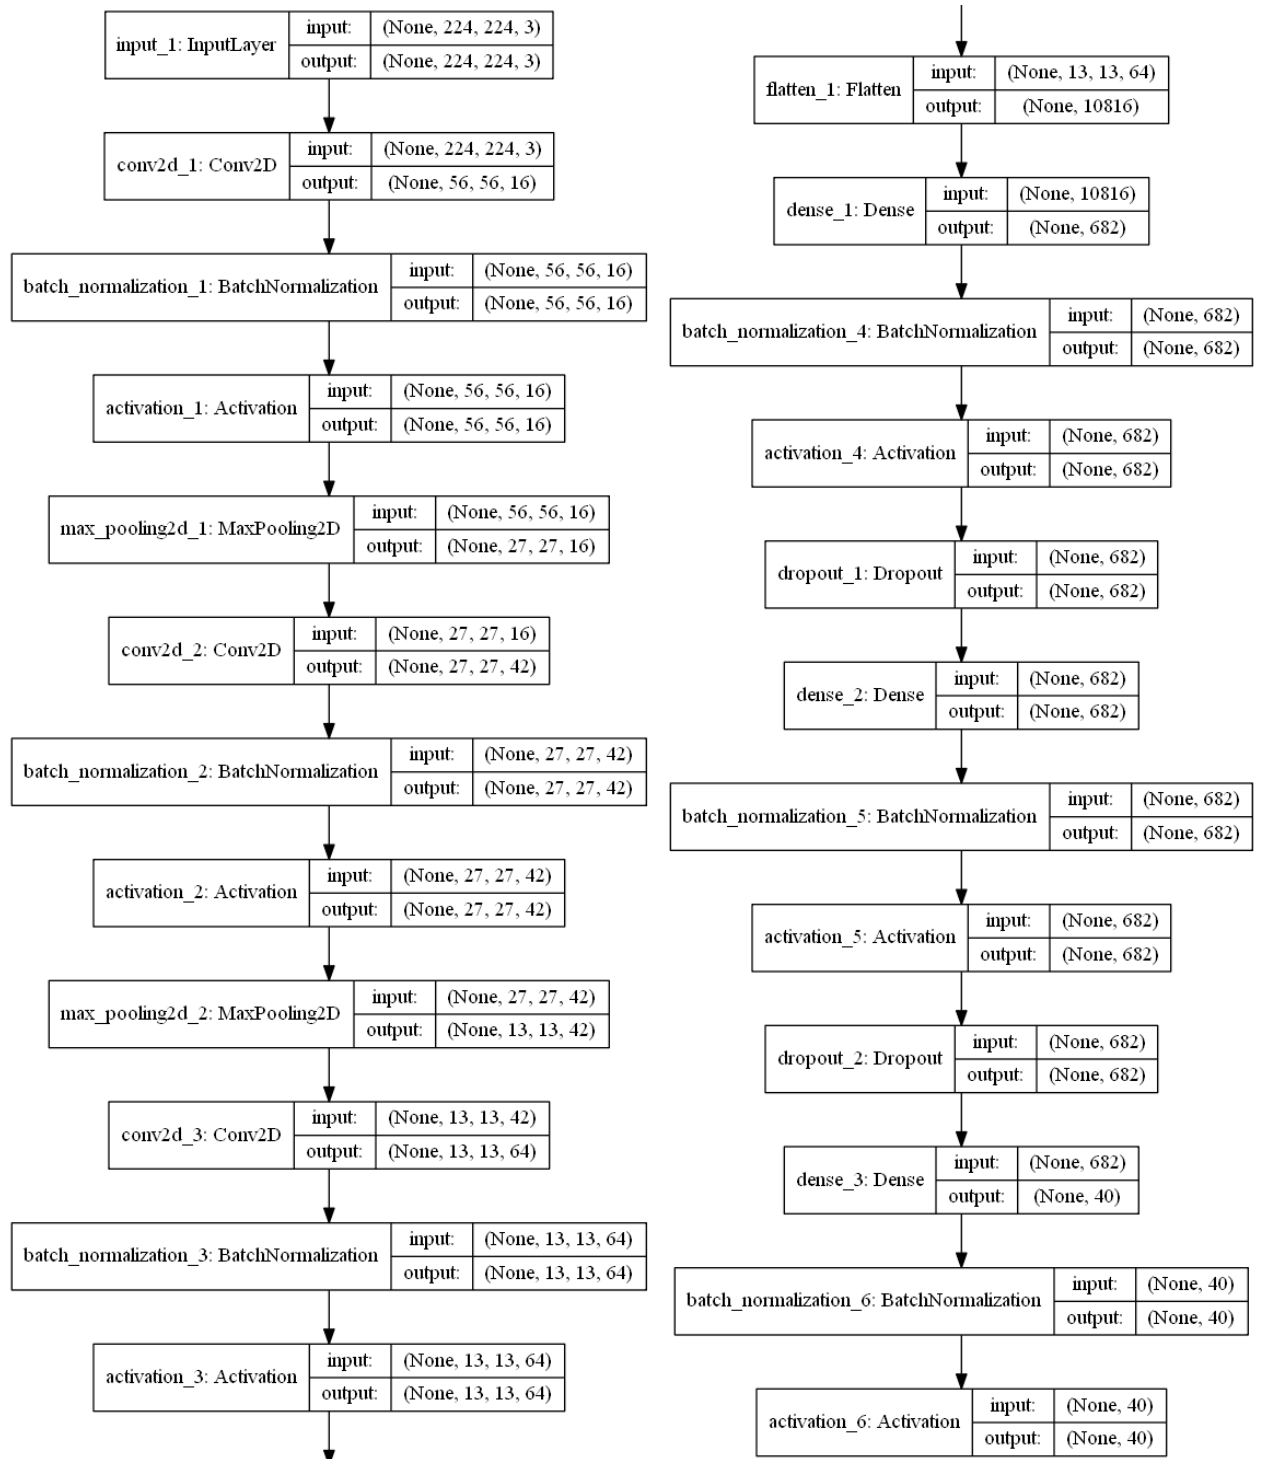 input_1: InputLayer
input: (None, 224, 224, 3)
output: (None, 224, 224, 3)
conv2d_1: Conv2D
input: (None, 224, 224, 3)
output: (None, 56, 56, 16)
batch_normalization_1: BatchNormalization
input: (None, 56, 56, 16)
output: (None, 56, 56, 16)
activation_1: Activation
input: (None, 56, 56, 16)
output: (None, 56, 56, 16)
max_pooling2d_1: MaxPooling2D
input: (None, 56, 56, 16)
output: (None, 27, 27, 16)
conv2d_2: Conv2D
input: (None, 27, 27, 16)
output: (None, 27, 27, 42)
batch_normalization_2: BatchNormalization
input: (None, 27, 27, 42)
output: (None, 27, 27, 42)
activation_2: Activation
input: (None, 27, 27, 42)
output: (None, 27, 27, 42)
max_pooling2d_2: MaxPooling2D
input: (None, 27, 27, 42)
output: (None, 13, 13, 42)
conv2d_3: Conv2D
input: (None, 13, 13, 42)
output: (None, 13, 13, 64)
batch_normalization_3: BatchNormalization
input: (None, 13, 13, 64)
output: (None, 13, 13, 64)
activation_3: Activation
input: (None, 13, 13, 64)
output: (None, 13, 13, 64)
flatten_1: Flatten
input: (None, 13, 13, 64)
output: (None, 10816)
dense_1: Dense
input: (None, 10816)
output: (None, 682)
batch_normalization_4: BatchNormalization
input: (None, 682)
output: (None, 682)
activation_4: Activation
input: (None, 682)
output: (None, 682)
dropout_1: Dropout
input: (None, 682)
output: (None, 682)
dense_2: Dense
input: (None, 682)
output: (None, 682)
batch_normalization_5: BatchNormalization
input: (None, 682)
output: (None, 682)
activation_5: Activation
input: (None, 682)
output: (None, 682)
dropout_2: Dropout
input: (None, 682)
output: (None, 682)
dense_3: Dense
input: (None, 682)
output: (None, 40)
batch_normalization_6: BatchNormalization
input: (None, 40)
output: (None, 40)
activation_6: Activation
input: (None, 40)
output: (None, 40)